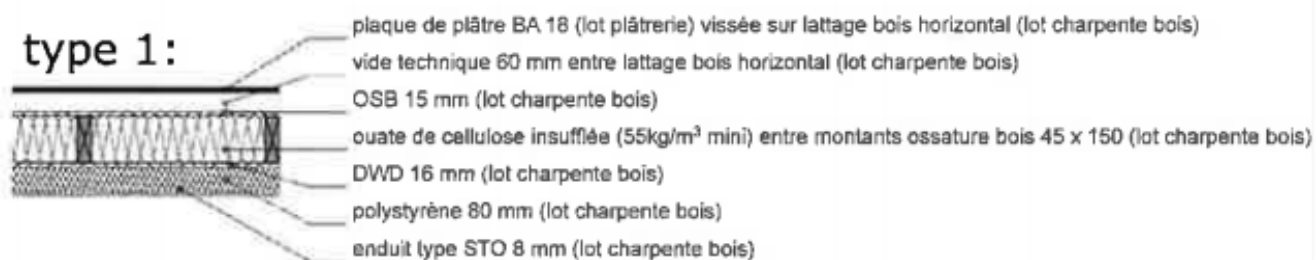 type 1:
plaque de plâtre BA 18 (lot plâtrerie) vissée sur lattage bois horizontal (lot charpente bois)
vide technique 60 mm entre lattage bois horizontal (lot charpente bois)
OSB 15 mm (lot charpente bois)
ouate de cellulose insufflée (55kg/m³ mini) entre montants ossature bois 45 x 150 (lot charpente bois)
DWD 16 mm (lot charpente bois)
polystyrène 80 mm (lot charpente bois)
enduit type STO 8 mm (lot charpente bois)